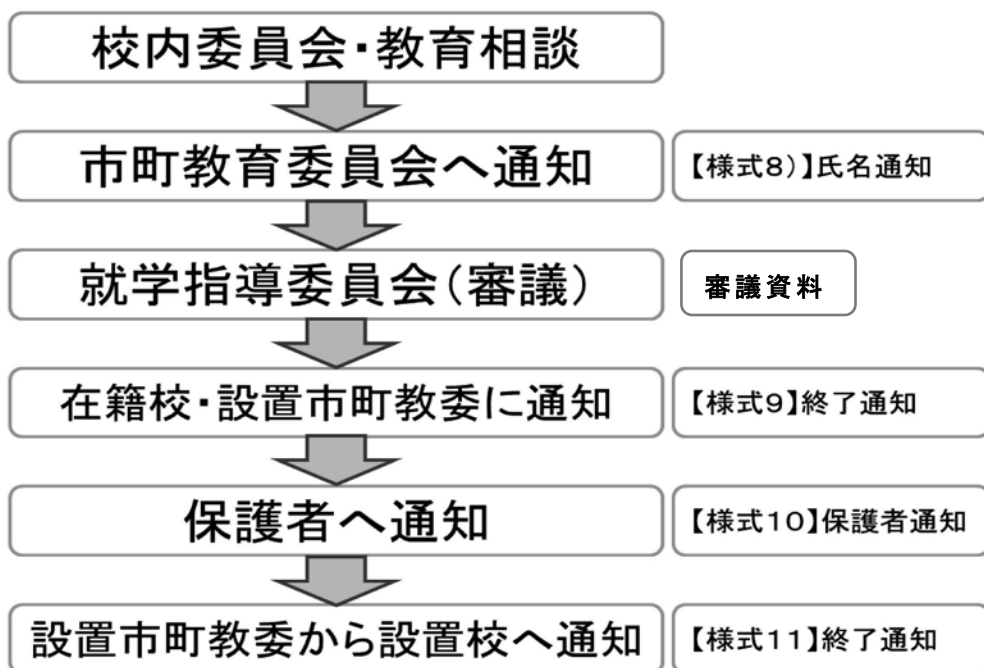 校内委員会・教育相談
市町教育委員会へ通知
【様式8)】氏名通知
就学指導委員会(審議)
審議資料
在籍校・設置市町教委に通知
【様式9】終了通知
保護者へ通知
【様式10】保護者通知
設置市町教委から設置校へ通知
【様式11】終了通知